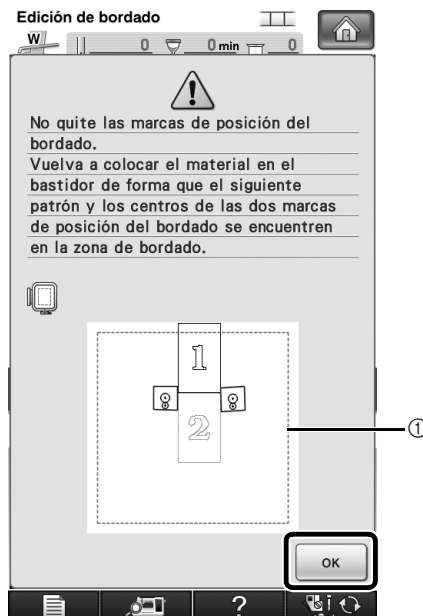 Edición de bordado
W 0 0 min 0
No quite las marcas de posición del
bordado.
Vuelva a colocar el material en el
bastidor de forma que el siguiente
patrón y los centros de las dos marcas
de posición del bordado se encuentren
en la zona de bordado.
1
2
①
OK
?